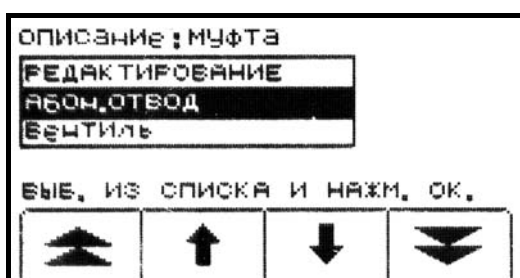 ОПИСАНИЕ:МУФТА
РЕДАКТИРОВАНИЕ
АБОН.ОТВОД
ВЕНТИЛЬ
ВЫБ. ИЗ СПИСКА И НАЖМ. ОК.